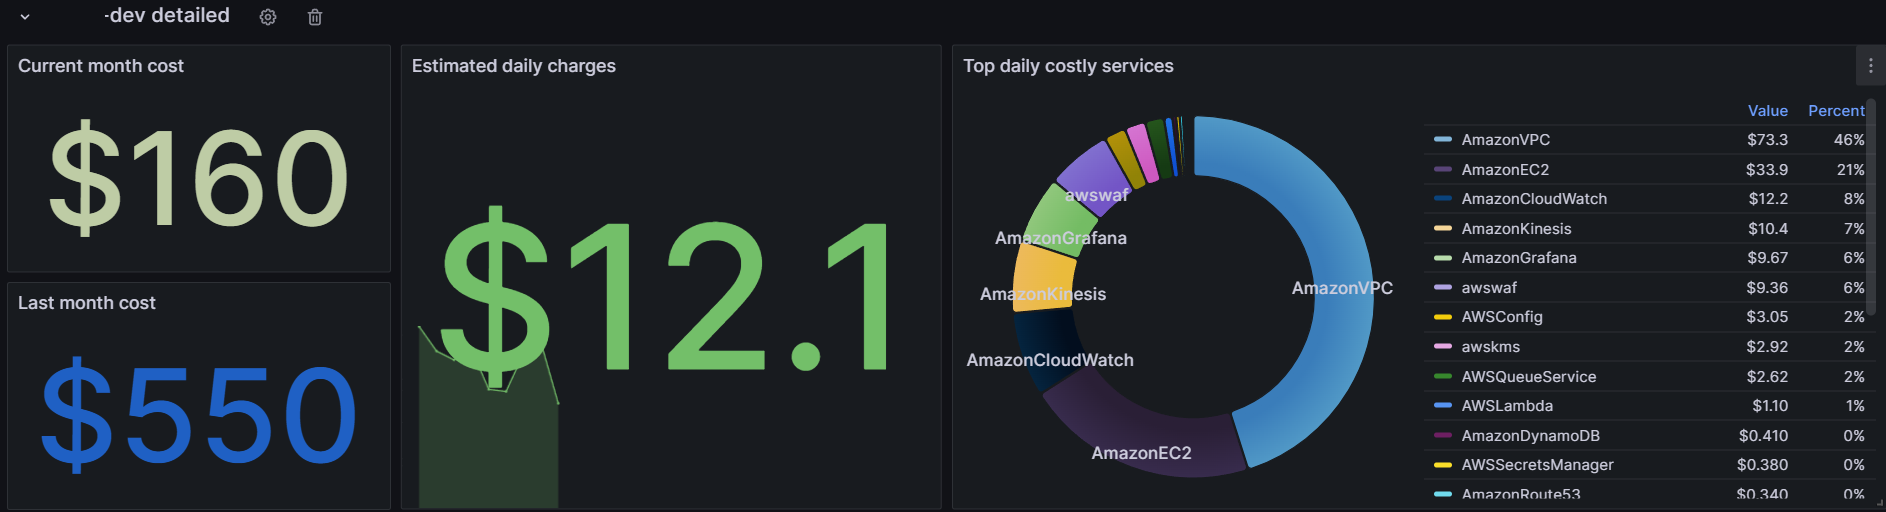 -dev detailed
Current month cost
$160
Last month cost
$550
Estimated daily charges
$12.1
Top daily costly services
awswaf
AmazonGrafana
AmazonKinesis
AmazonCloudWatch
AmazonEC2
AmazonVPC
Value Percent
AmazonVPC $73.3 46%
AmazonEC2 $33.9 21%
AmazonCloudWatch $12.2 8%
AmazonKinesis $10.4 7%
AmazonGrafana $9.67 6%
awswaf $9.36 6%
AWSConfig $3.05 2%
awskms $2.92 2%
AWSQueueService $2.62 2%
AWSLambda $1.10 1%
AmazonDynamoDB $0.410 0%
AWSSecretsManager $0.380 0%
AmazonRoute53 $0.340 0%